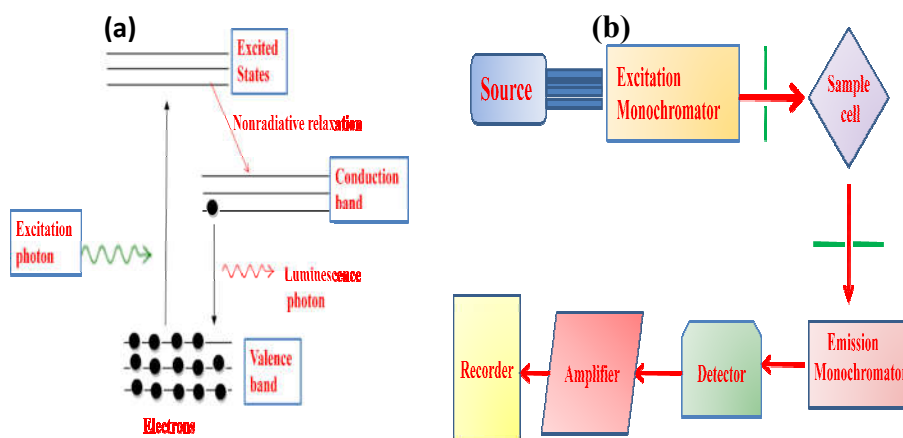 (a)
Excited
States
Nonradiative relaxation
Conduction
band
Excitation
photon
Luminescence
photon
Valence
band
Electrons
(b)
Source
Excitation
Monochromator
Sample
cell
Emission
Monochromator
Detector
Amplifier
Recorder